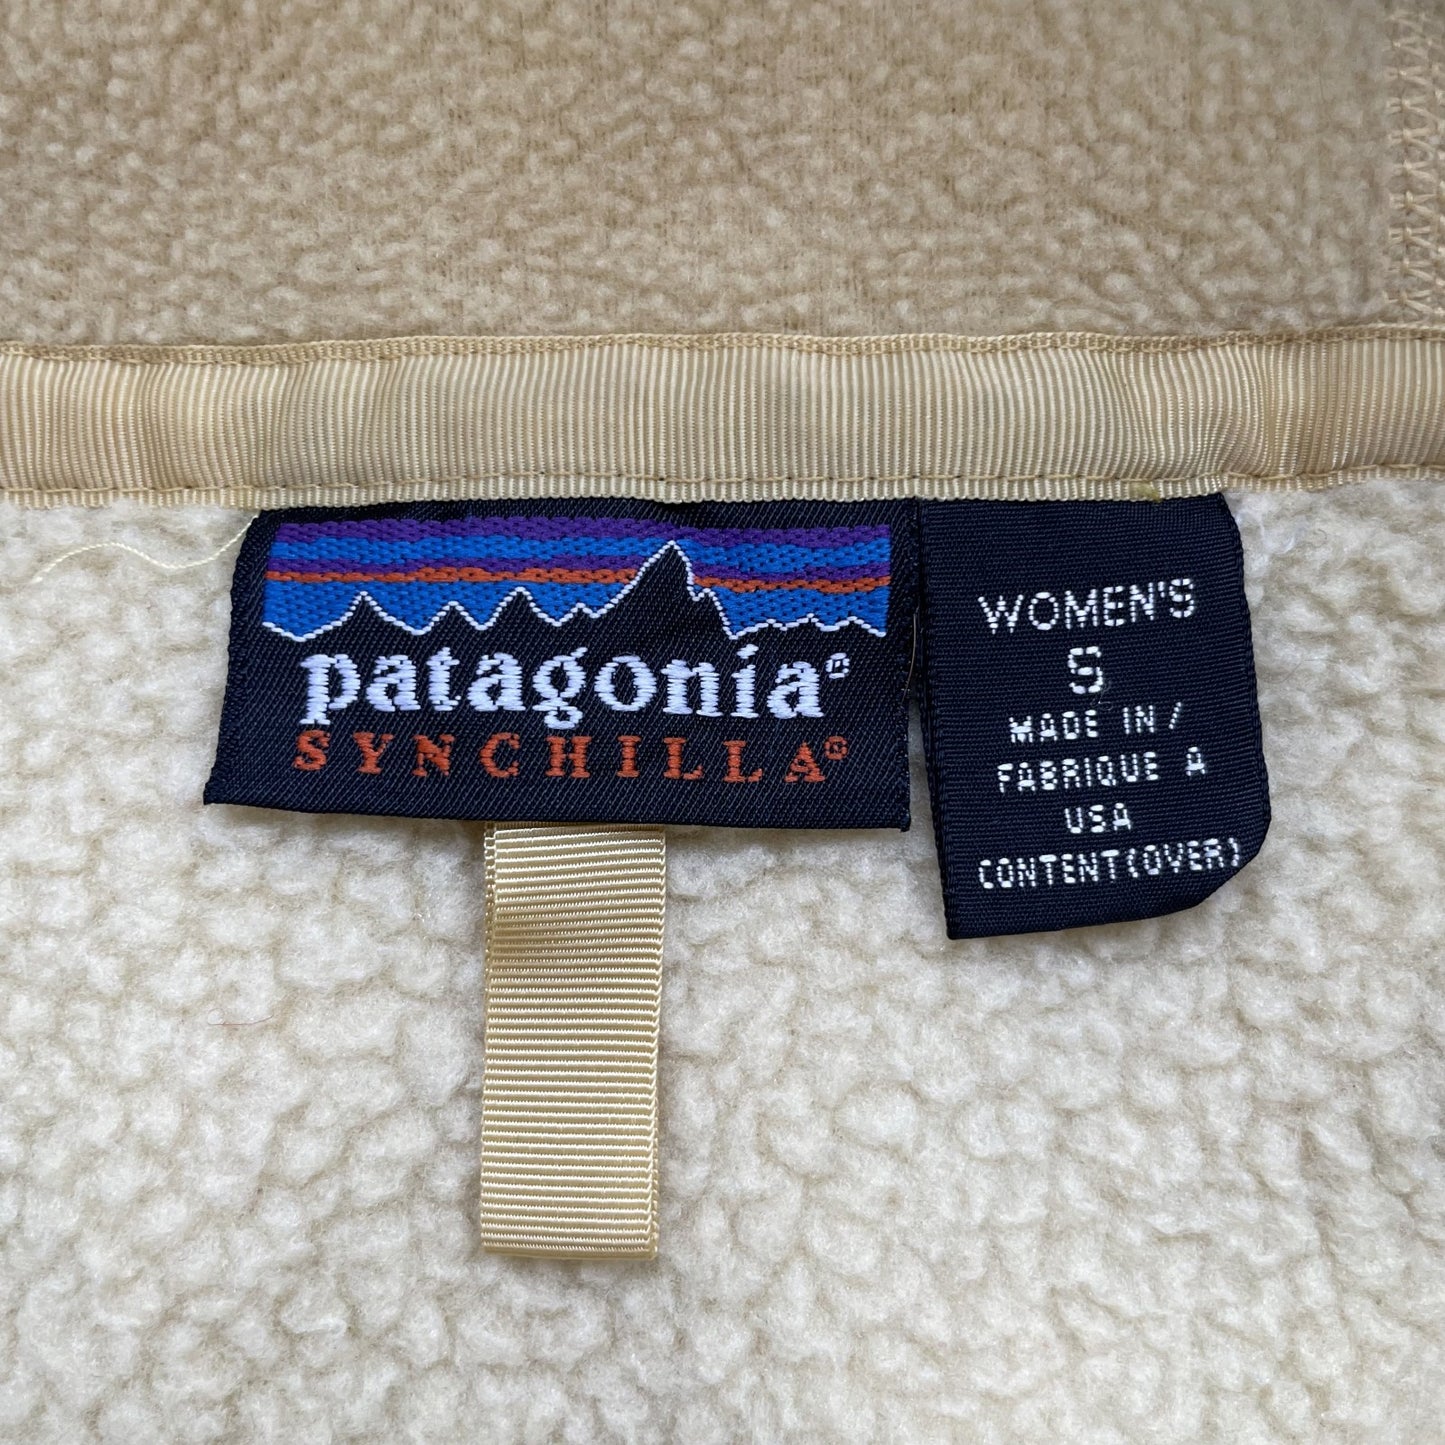 patagonia®
SYNCHILLA®
WOMEN'S
S
MADE IN /
FABRIQUE A
USA
CONTENT(OVER)